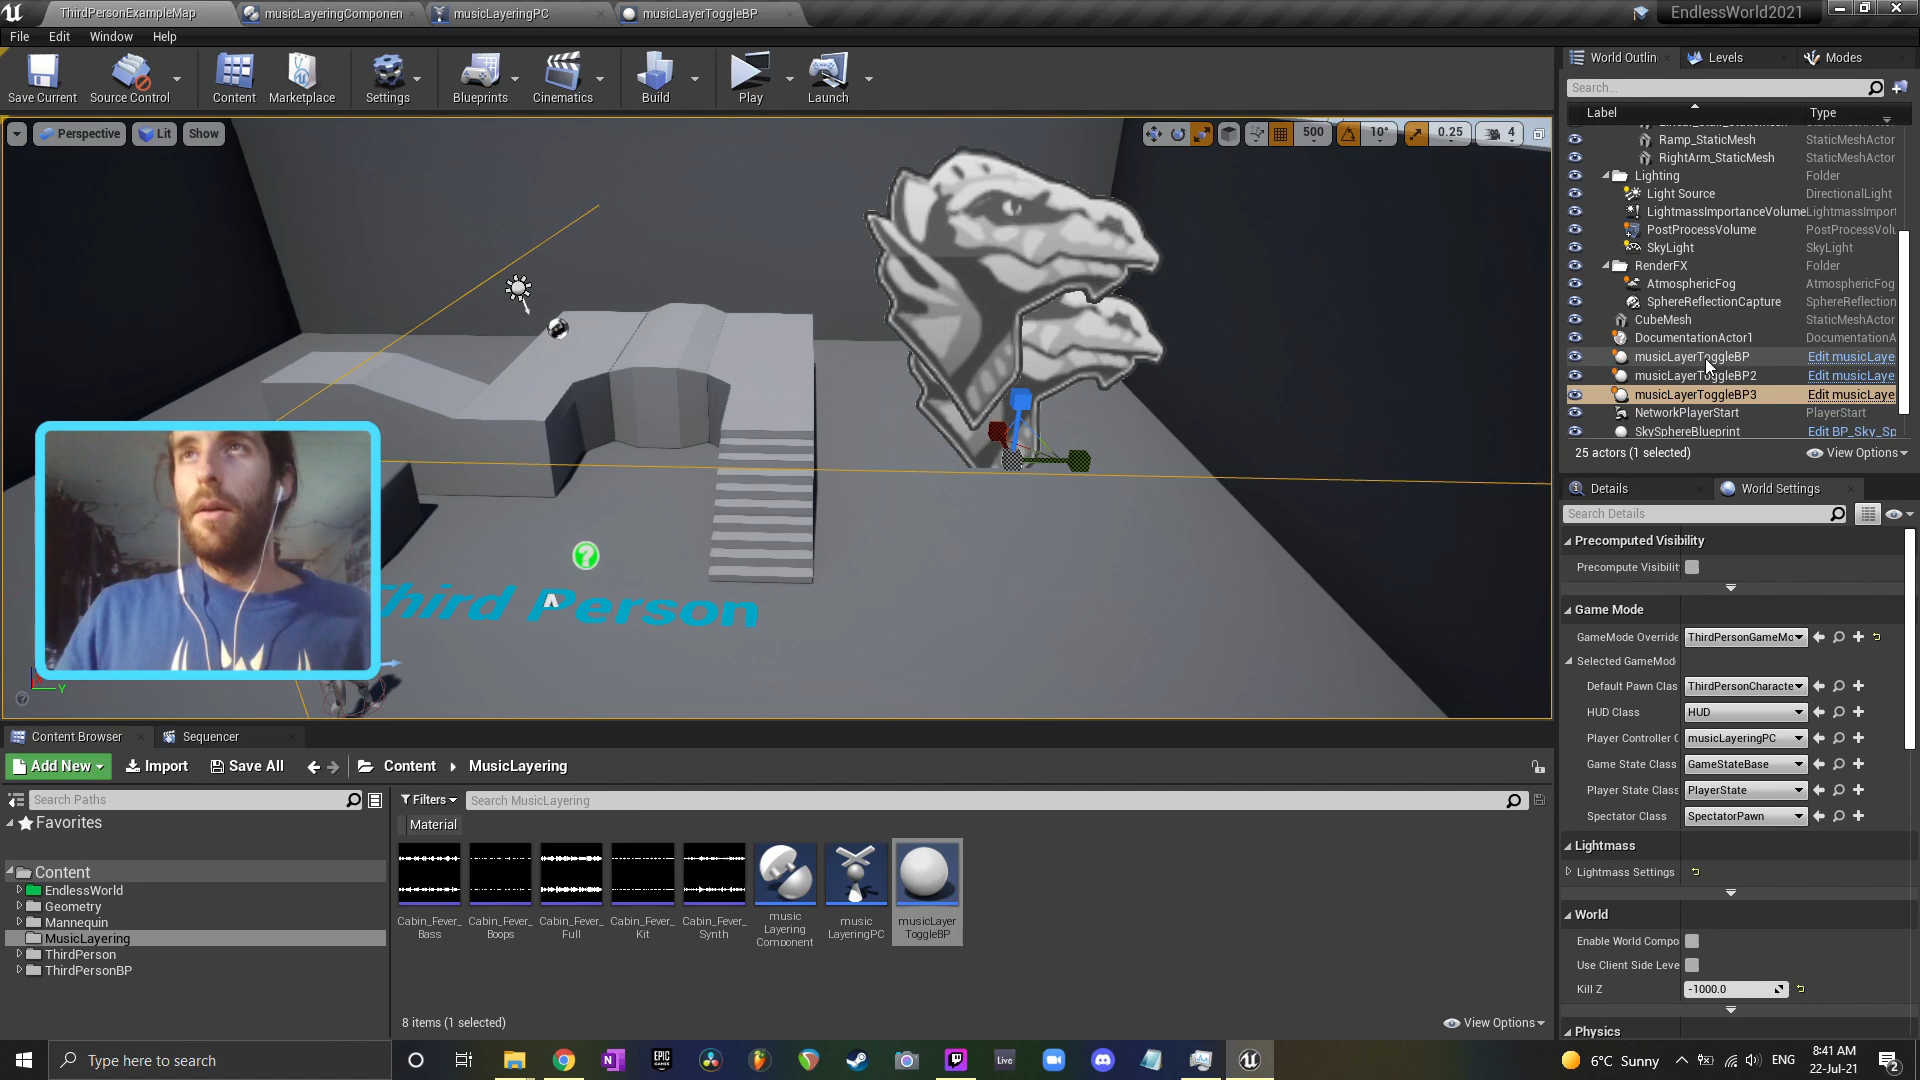 ThirdPersonExampleMap
musicLayeringComponen
musicLayeringPC
musicLayerToggleBP
EndlessWorld2021
File Edit Window Help
Save Current
Source Control
Content
Marketplace
Settings
Blueprints
Cinematics
Build
Play
Launch
World Outlin
Levels
Modes
Search...
Label Type
Ramp_StaticMesh StaticMeshActor
RightArm_StaticMesh StaticMeshActor
Lighting Folder
Light Source DirectionalLight
LightmassImportanceVolume LightmassImport
PostProcessVolume PostProcessVolu
SkyLight SkyLight
RenderFX Folder
AtmosphericFog AtmosphericFog
SphereReflectionCapture SphereReflection
CubeMesh StaticMeshActor
DocumentationActor1 DocumentationA
musicLayerToggleBP Edit musicLaye
musicLayerToggleBP2 Edit musicLaye
musicLayerToggleBP3 Edit musicLaye
NetworkPlayerStart PlayerStart
SkySphereBlueprint Edit BP_Sky_Sp
25 actors (1 selected)
View Options
Perspective
Lit
Show
500
10°
0.25
4
Third Person
Y
Details
World Settings
Search Details
Precomputed Visibility
Precompute Visibilit
Game Mode
GameMode Override ThirdPersonGameMo
Selected GameMod
Default Pawn Clas ThirdPersonCharacte
HUD Class HUD
Player Controller C musicLayeringPC
Game State Class GameStateBase
Player State Class PlayerState
Spectator Class SpectatorPawn
Lightmass
Lightmass Settings
World
Enable World Compo
Use Client Side Leve
Kill Z -1000.0
Physics
Content Browser
Sequencer
Add New
Import
Save All
Content
MusicLayering
Search Paths
Filters
Search MusicLayering
Material
Favorites
Content
EndlessWorld
Geometry
Mannequin
MusicLayering
ThirdPerson
ThirdPersonBP
Cabin_Fever_
Bass
Cabin_Fever_
Boops
Cabin_Fever_
Full
Cabin_Fever_
Kit
Cabin_Fever_
Synth
music
Layering
Component
music
LayeringPC
musicLayer
ToggleBP
8 items (1 selected)
View Options
Type here to search
EPIC
GAMES
Live
6°C Sunny
ENG
8:41 AM
22-Jul-21
2